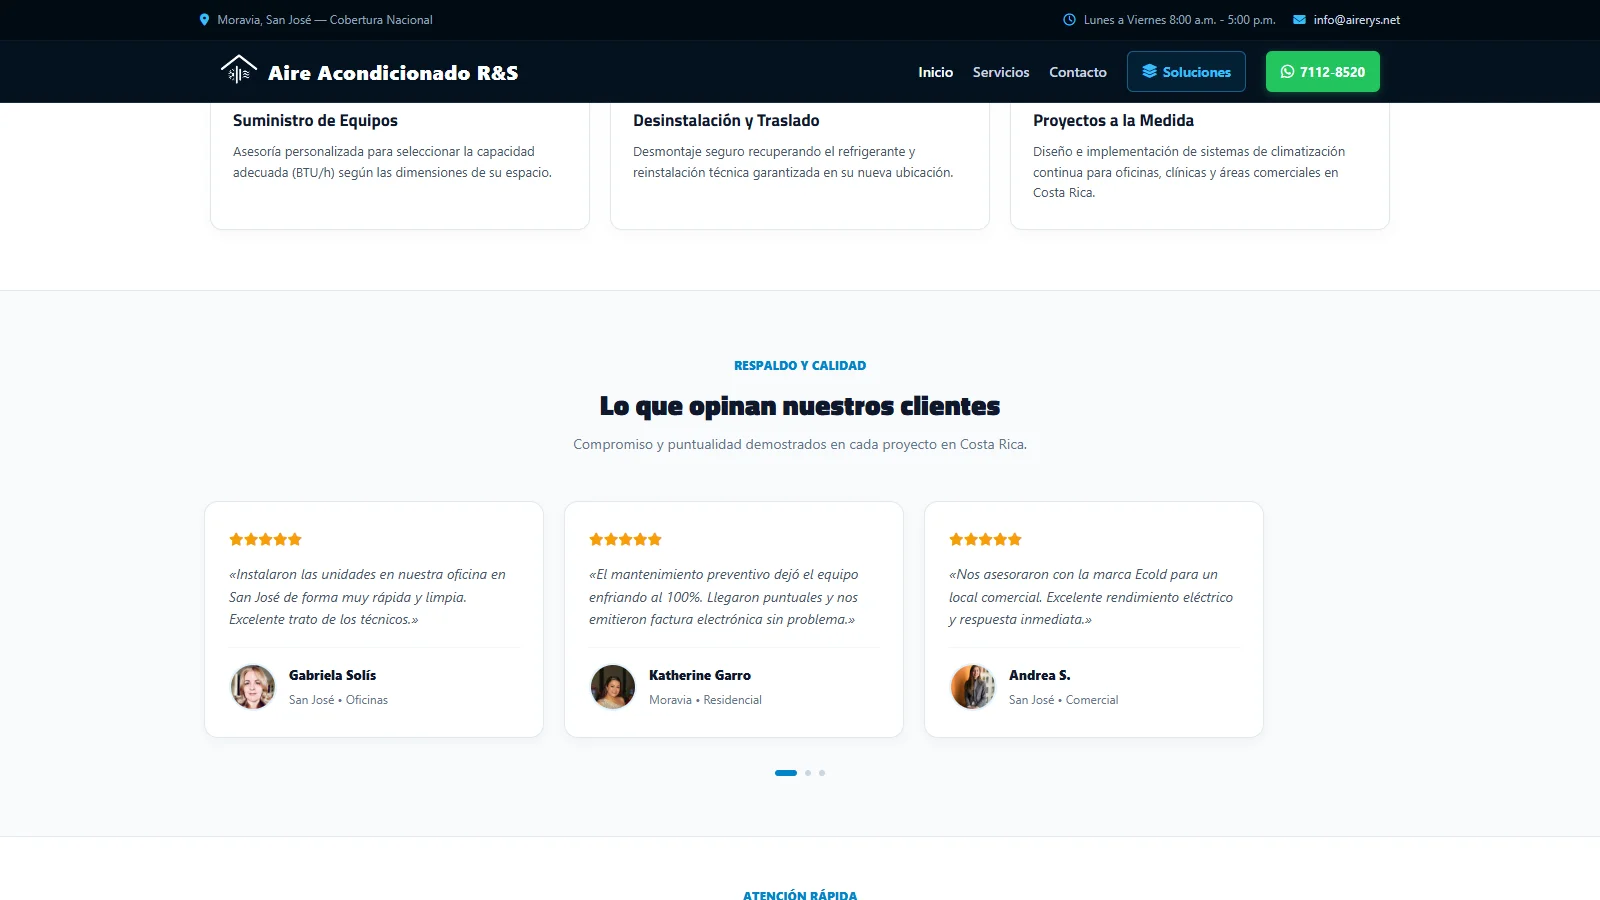 Moravia, San José — Cobertura Nacional
Lunes a Viernes 8:00 a.m. - 5:00 p.m.
info@airerys.net
Aire Acondicionado R&S
Inicio
Servicios
Contacto
Soluciones
7112-8520
Suministro de Equipos
Asesoría personalizada para seleccionar la capacidad
adecuada (BTU/h) según las dimensiones de su espacio.
Desinstalación y Traslado
Desmontaje seguro recuperando el refrigerante y
reinstalación técnica garantizada en su nueva ubicación.
Proyectos a la Medida
Diseño e implementación de sistemas de climatización
continua para oficinas, clínicas y áreas comerciales en
Costa Rica.
RESPALDO Y CALIDAD
Lo que opinan nuestros clientes
Compromiso y puntualidad demostrados en cada proyecto en Costa Rica.
«Instalaron las unidades en nuestra oficina en
San José de forma muy rápida y limpia.
Excelente trato de los técnicos.»
Gabriela Solís
San José • Oficinas
«El mantenimiento preventivo dejó el equipo
enfriando al 100%. Llegaron puntuales y nos
emitieron factura electrónica sin problema.»
Katherine Garro
Moravia • Residencial
«Nos asesoraron con la marca Ecold para un
local comercial. Excelente rendimiento eléctrico
y respuesta inmediata.»
Andrea S.
San José • Comercial
ATENCIÓN RÁPIDA